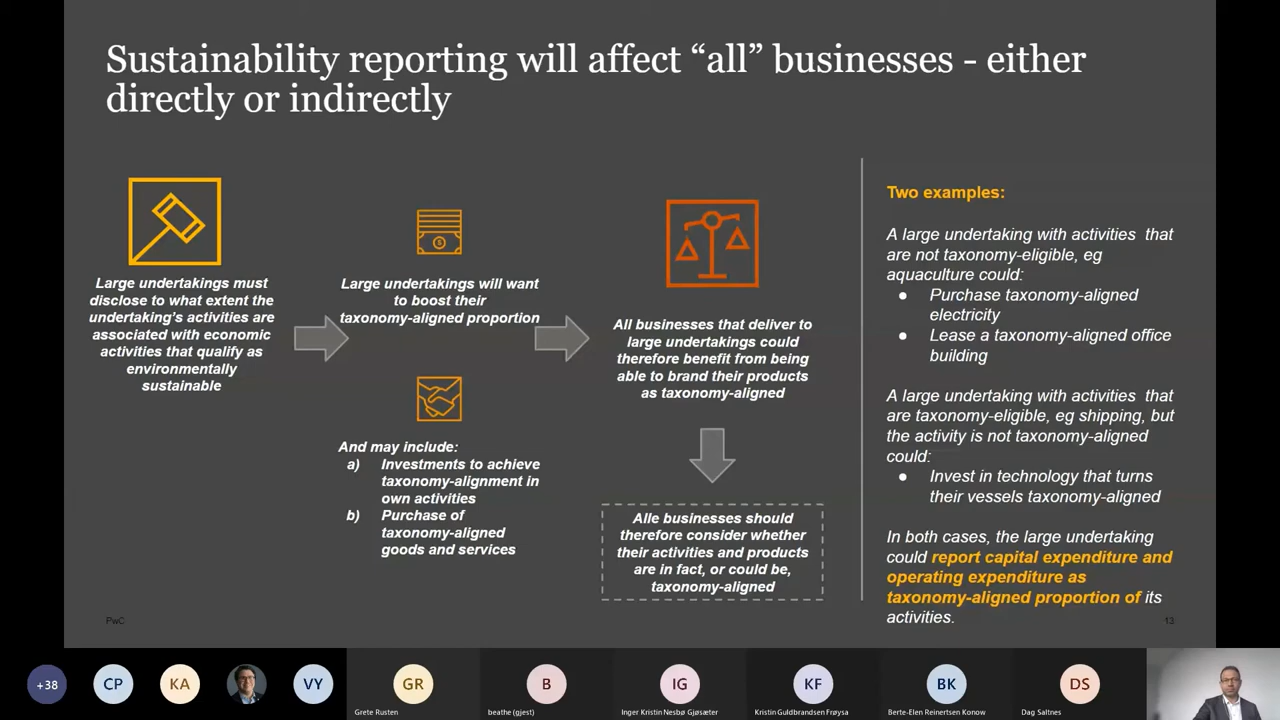 Sustainability reporting will affect “all” businesses - either
directly or indirectly
Large undertakings must
disclose to what extent the
undertaking's activities are
associated with economic
activities that qualify as
environmentally
sustainable
Large undertakings will want
to boost their
taxonomy-aligned proportion
And may include:
a) Investments to achieve
taxonomy-alignment in
own activities
b) Purchase of
taxonomy-aligned
goods and services
All businesses that deliver to
large undertakings could
therefore benefit from being
able to brand their products
as taxonomy-aligned
Alle businesses should
therefore consider whether
their activities and products
are in fact, or could be,
taxonomy-aligned
Two examples:
A large undertaking with activities that
are not taxonomy-eligible, eg
aquaculture could:
● Purchase taxonomy-aligned
electricity
● Lease a taxonomy-aligned office
building
A large undertaking with activities that
are taxonomy-eligible, eg shipping, but
the activity is not taxonomy-aligned
could:
● Invest in technology that turns
their vessels taxonomy-aligned
In both cases, the large undertaking
could report capital expenditure and
operating expenditure as
taxonomy-aligned proportion of its
activities.
PwC
13
+38
CP
KA
VY
GR
Grete Rusten
B
beathe (gjest)
IG
Inger Kristin Nesbø Gjøsæter
KF
Kristin Guldbrandsen Frøysa
BK
Berte-Elen Reinertsen Konow
DS
Dag Saltnes